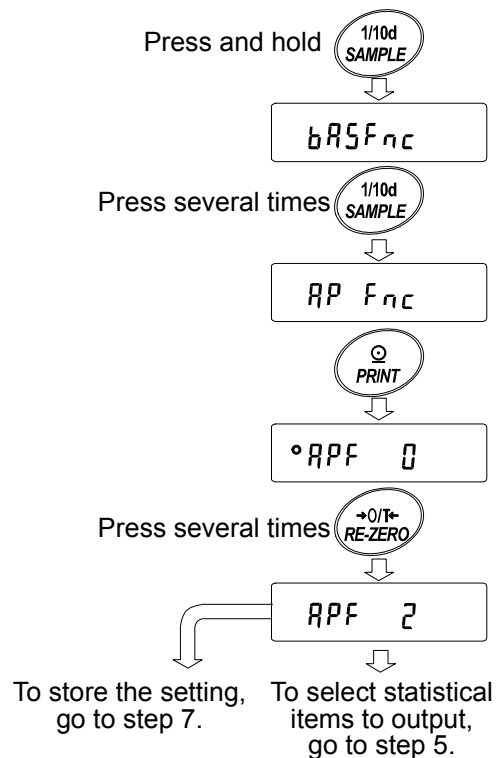 Press and hold
1/10d
SAMPLE
bASFnc
Press several times
1/10d
SAMPLE
AP Fnc
PRINT
APF 0
Press several times
→0/T←
RE-ZERO
APF 2
To store the setting,
go to step 7.
To select statistical
items to output,
go to step 5.